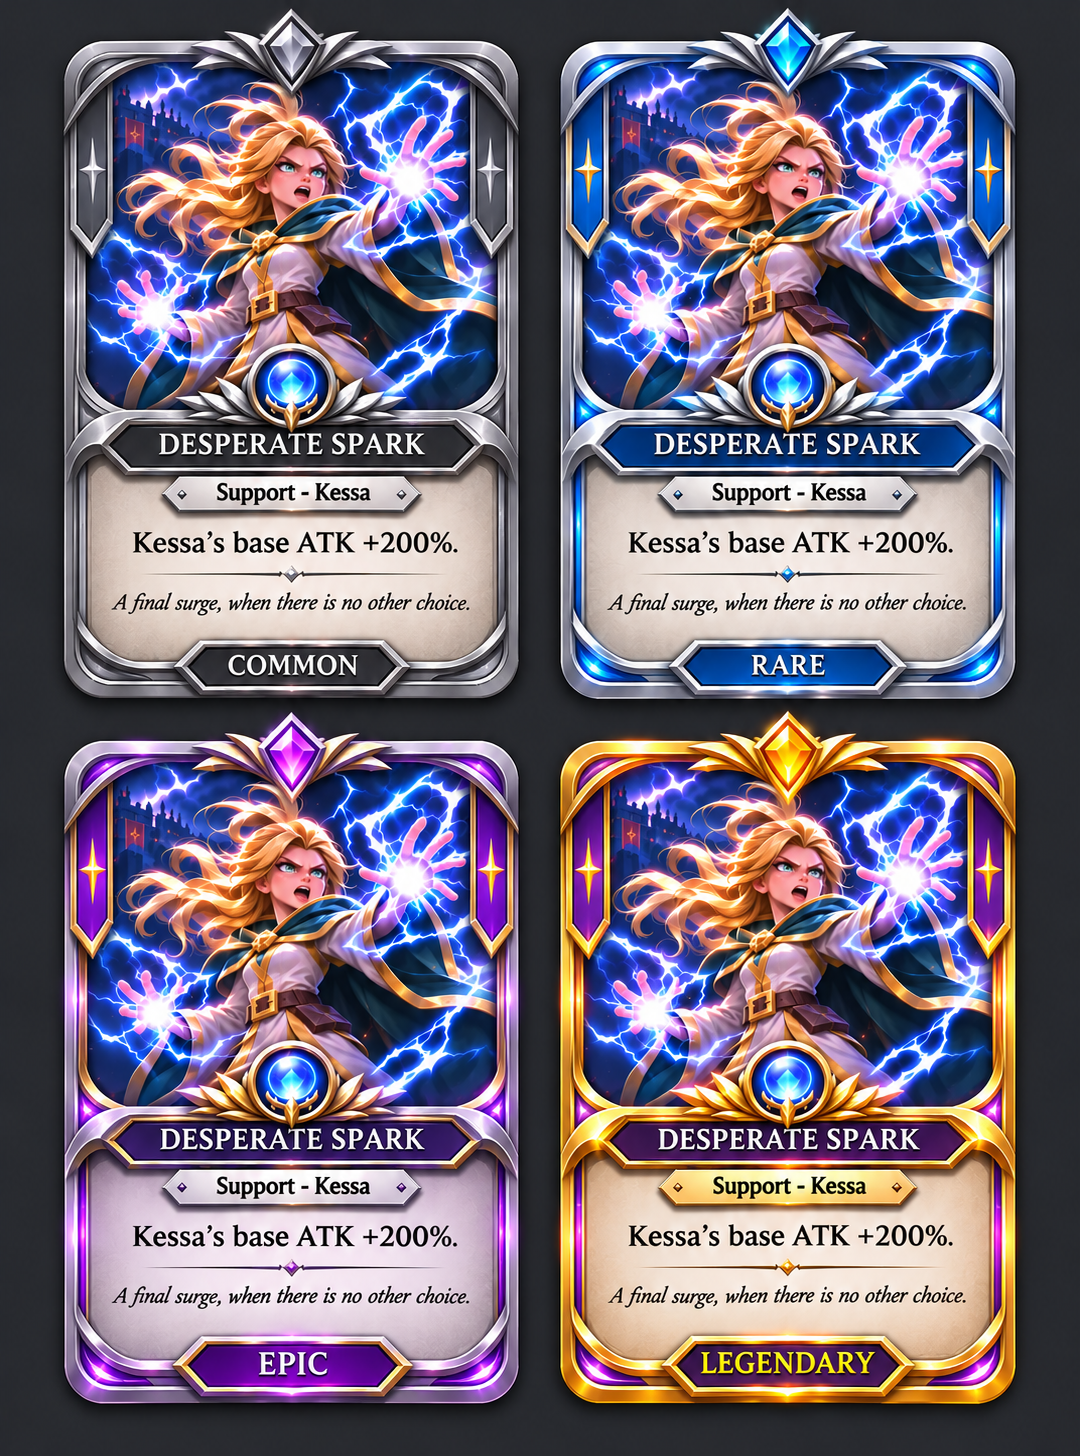 DESPERATE SPARK
Support - Kessa
Kessa's base ATK +200%.
A final surge, when there is no other choice.
COMMON
DESPERATE SPARK
Support - Kessa
Kessa's base ATK +200%.
A final surge, when there is no other choice.
RARE
DESPERATE SPARK
Support - Kessa
Kessa's base ATK +200%.
A final surge, when there is no other choice.
EPIC
DESPERATE SPARK
Support - Kessa
Kessa's base ATK +200%.
A final surge, when there is no other choice.
LEGENDARY